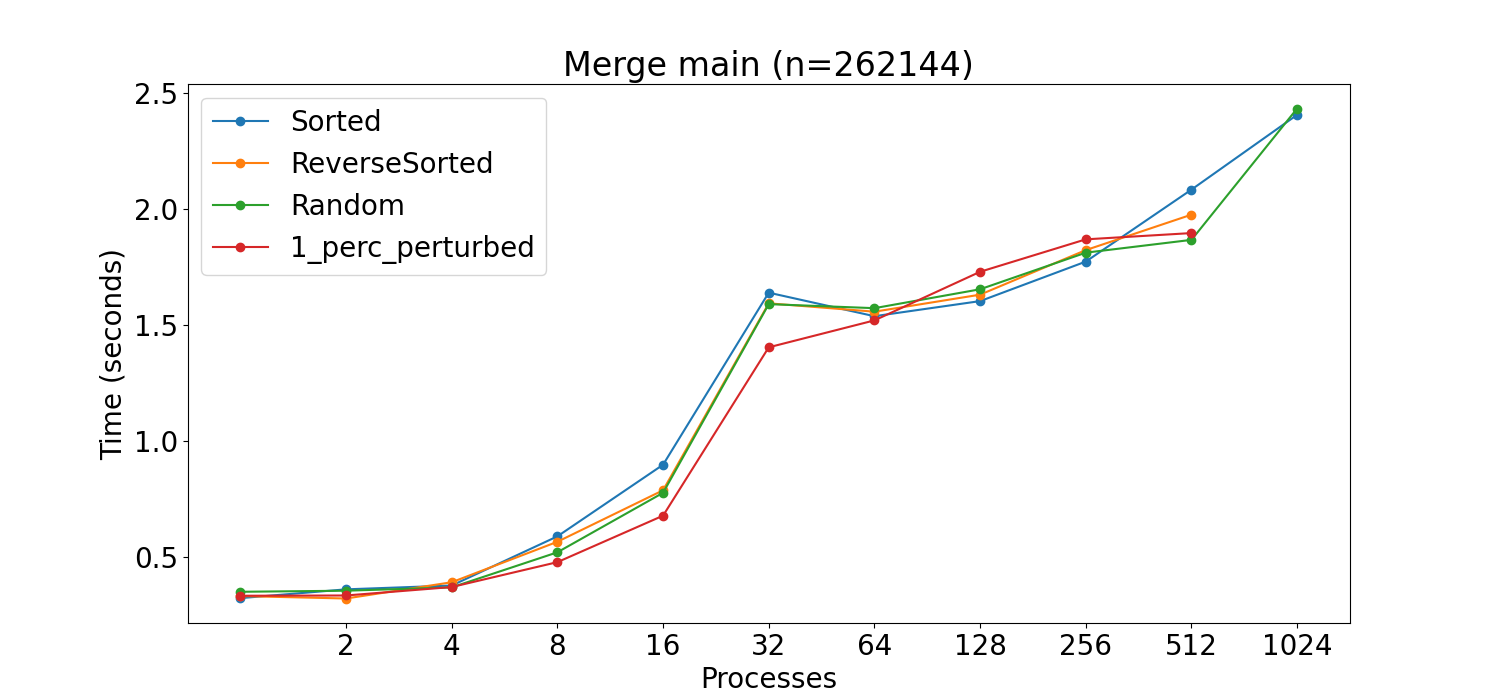 Merge main (n=262144)
2.5
2.0
1.5
1.0
0.5
Time (seconds)
Sorted
ReverseSorted
Random
1_perc_perturbed
2 4 8 16 32 64 128 256 512 1024
Processes